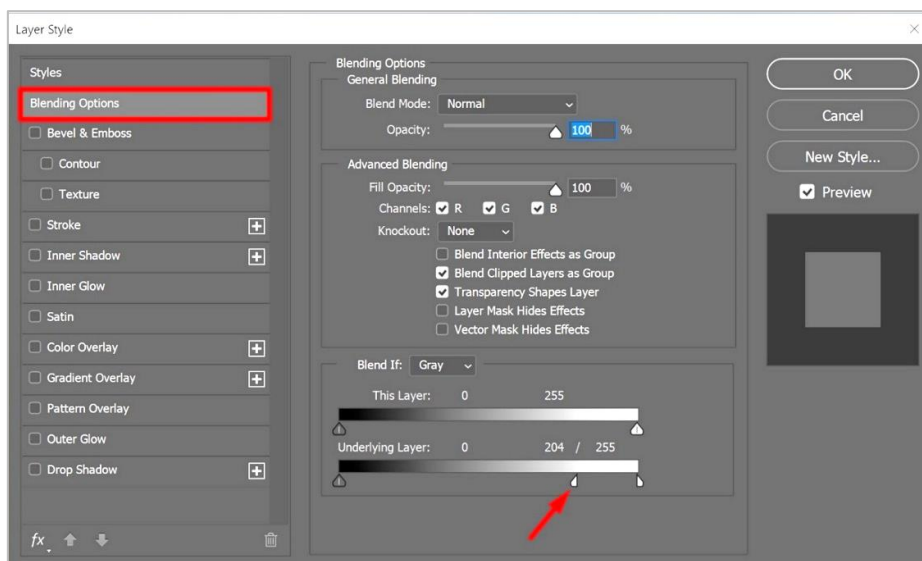 Layer Style
Styles
Blending Options
Bevel & Emboss
Contour
Texture
Stroke
Inner Shadow
Inner Glow
Satin
Color Overlay
Gradient Overlay
Pattern Overlay
Outer Glow
Drop Shadow
fx
Blending Options
General Blending
Blend Mode: Normal
Opacity: 100 %
Advanced Blending
Fill Opacity: 100 %
Channels: R G B
Knockout: None
Blend Interior Effects as Group
Blend Clipped Layers as Group
Transparency Shapes Layer
Layer Mask Hides Effects
Vector Mask Hides Effects
Blend If: Gray
This Layer: 0 255
Underlying Layer: 0 204 / 255
OK
Cancel
New Style...
Preview